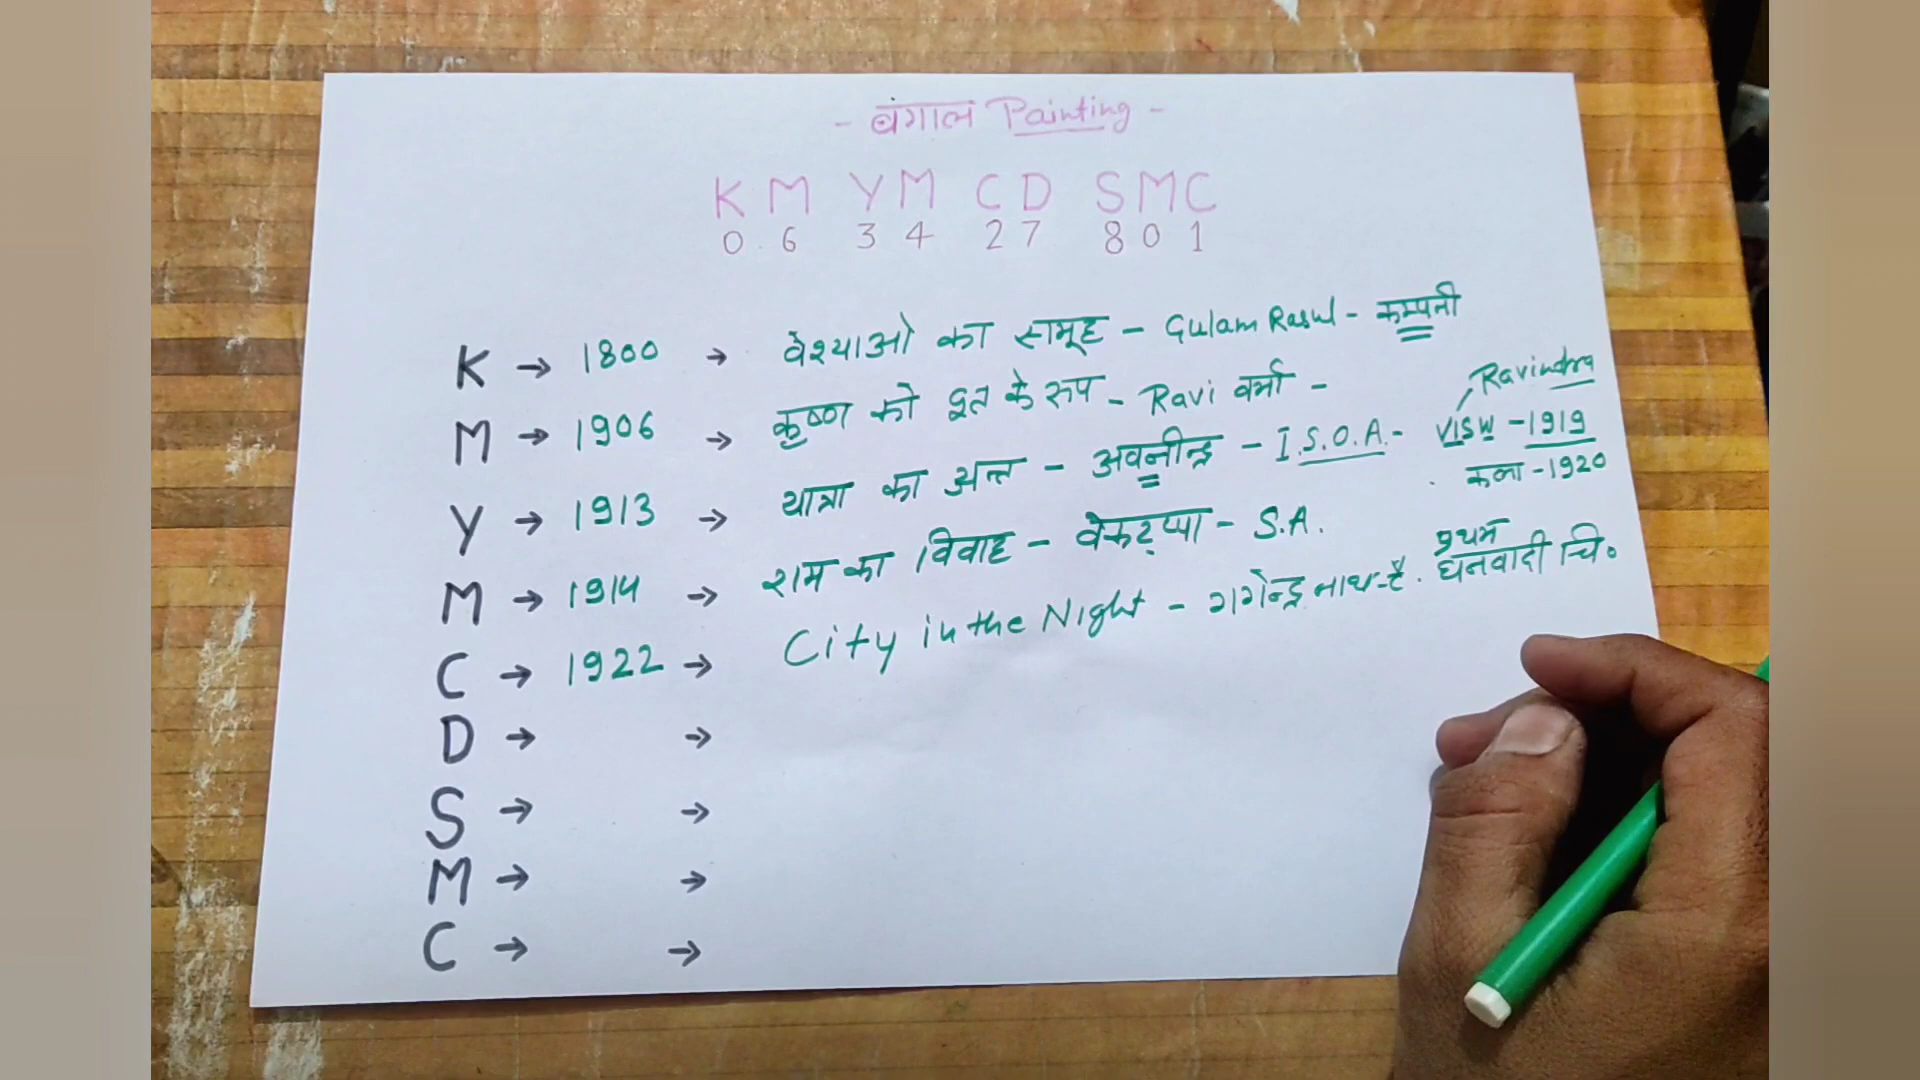 - बंगाल Painting -
K M Y M C D S M C
0 6 3 4 2 7 8 0 1
K → 1800 → वेश्याओ का समूह - Gulam Rasul - कम्पनी
M → 1906 → कृष्ण को दूत के रुप - Ravi वर्मा -
Ravindra
Y → 1913 → यात्रा का अन्त - अवनीन्द्र - I.S.O.A. - VISW - 1919
कला - 1920
M → 1914 → राम का विवाह - वेकटप्पा - S.A.
प्रथम
C → 1922 → City in the Night - गगेन्द्र नाथ - टै. घनवादी चि०
D → →
S → →
M → →
C → →